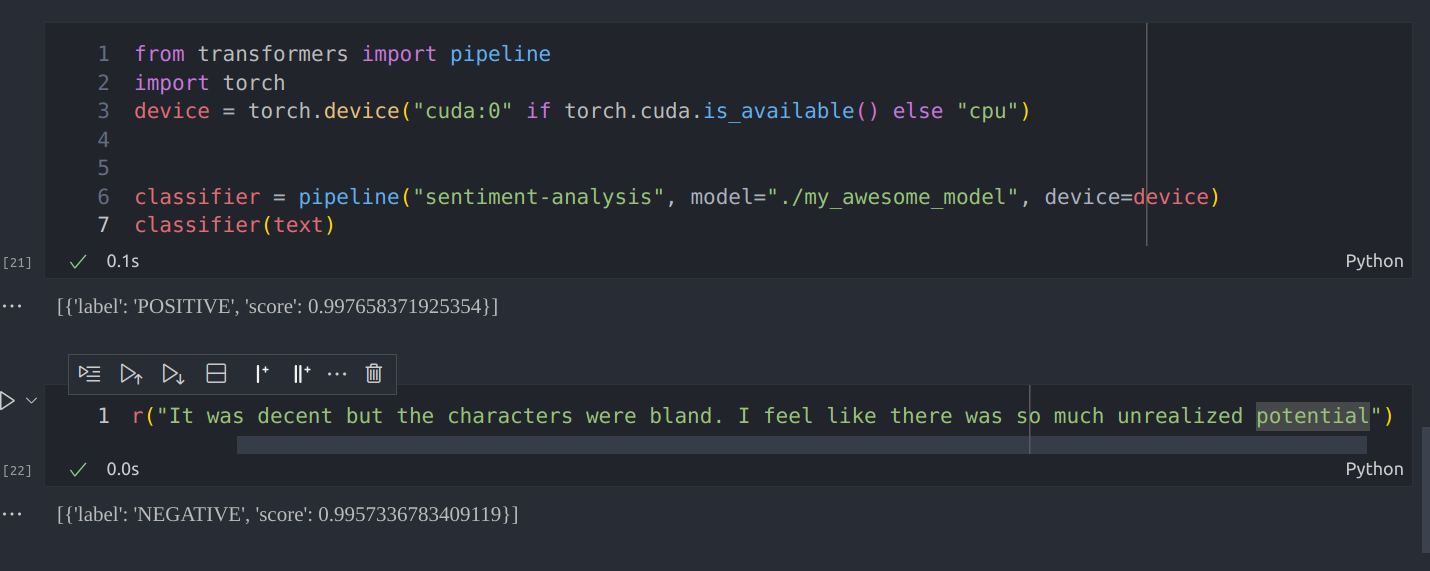 1 from transformers import pipeline
2 import torch
3 device = torch.device("cuda:0" if torch.cuda.is_available() else "cpu")
4
5
6 classifier = pipeline("sentiment-analysis", model="./my_awesome_model", device=device)
7 classifier(text)
[21] 0.1s Python
[{'label': 'POSITIVE', 'score': 0.997658371925354}]
1 r("It was decent but the characters were bland. I feel like there was so much unrealized potential")
[22] 0.0s Python
[{'label': 'NEGATIVE', 'score': 0.9957336783409119}]